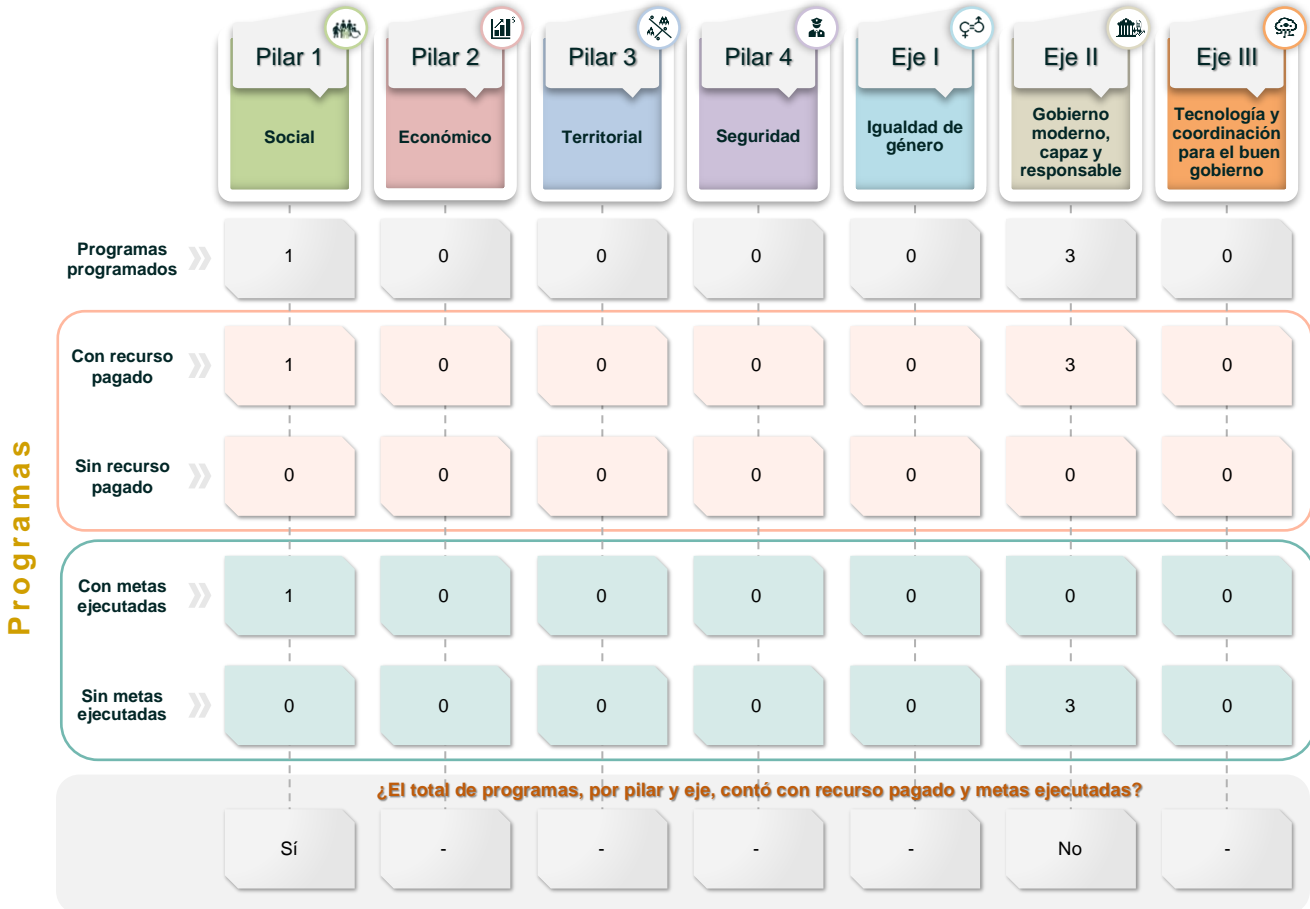 Pilar 1
Pilar 2
Pilar 3
Pilar 4
Eje I
Eje II
Eje III
Social
Económico
Territorial
Seguridad
Igualdad de
género
Gobierno
moderno,
capaz y
responsable
Tecnología y
coordinación
para el buen
gobierno
Programas
Programas
programados
1
0
0
0
0
3
0
Con recurso
pagado
1
0
0
0
0
3
0
Sin recurso
pagado
0
0
0
0
0
0
0
Con metas
ejecutadas
1
0
0
0
0
0
0
Sin metas
ejecutadas
0
0
0
0
0
3
0
¿El total de programas, por pilar y eje, contó con recurso pagado y metas ejecutadas?
Sí
-
-
-
-
No
-